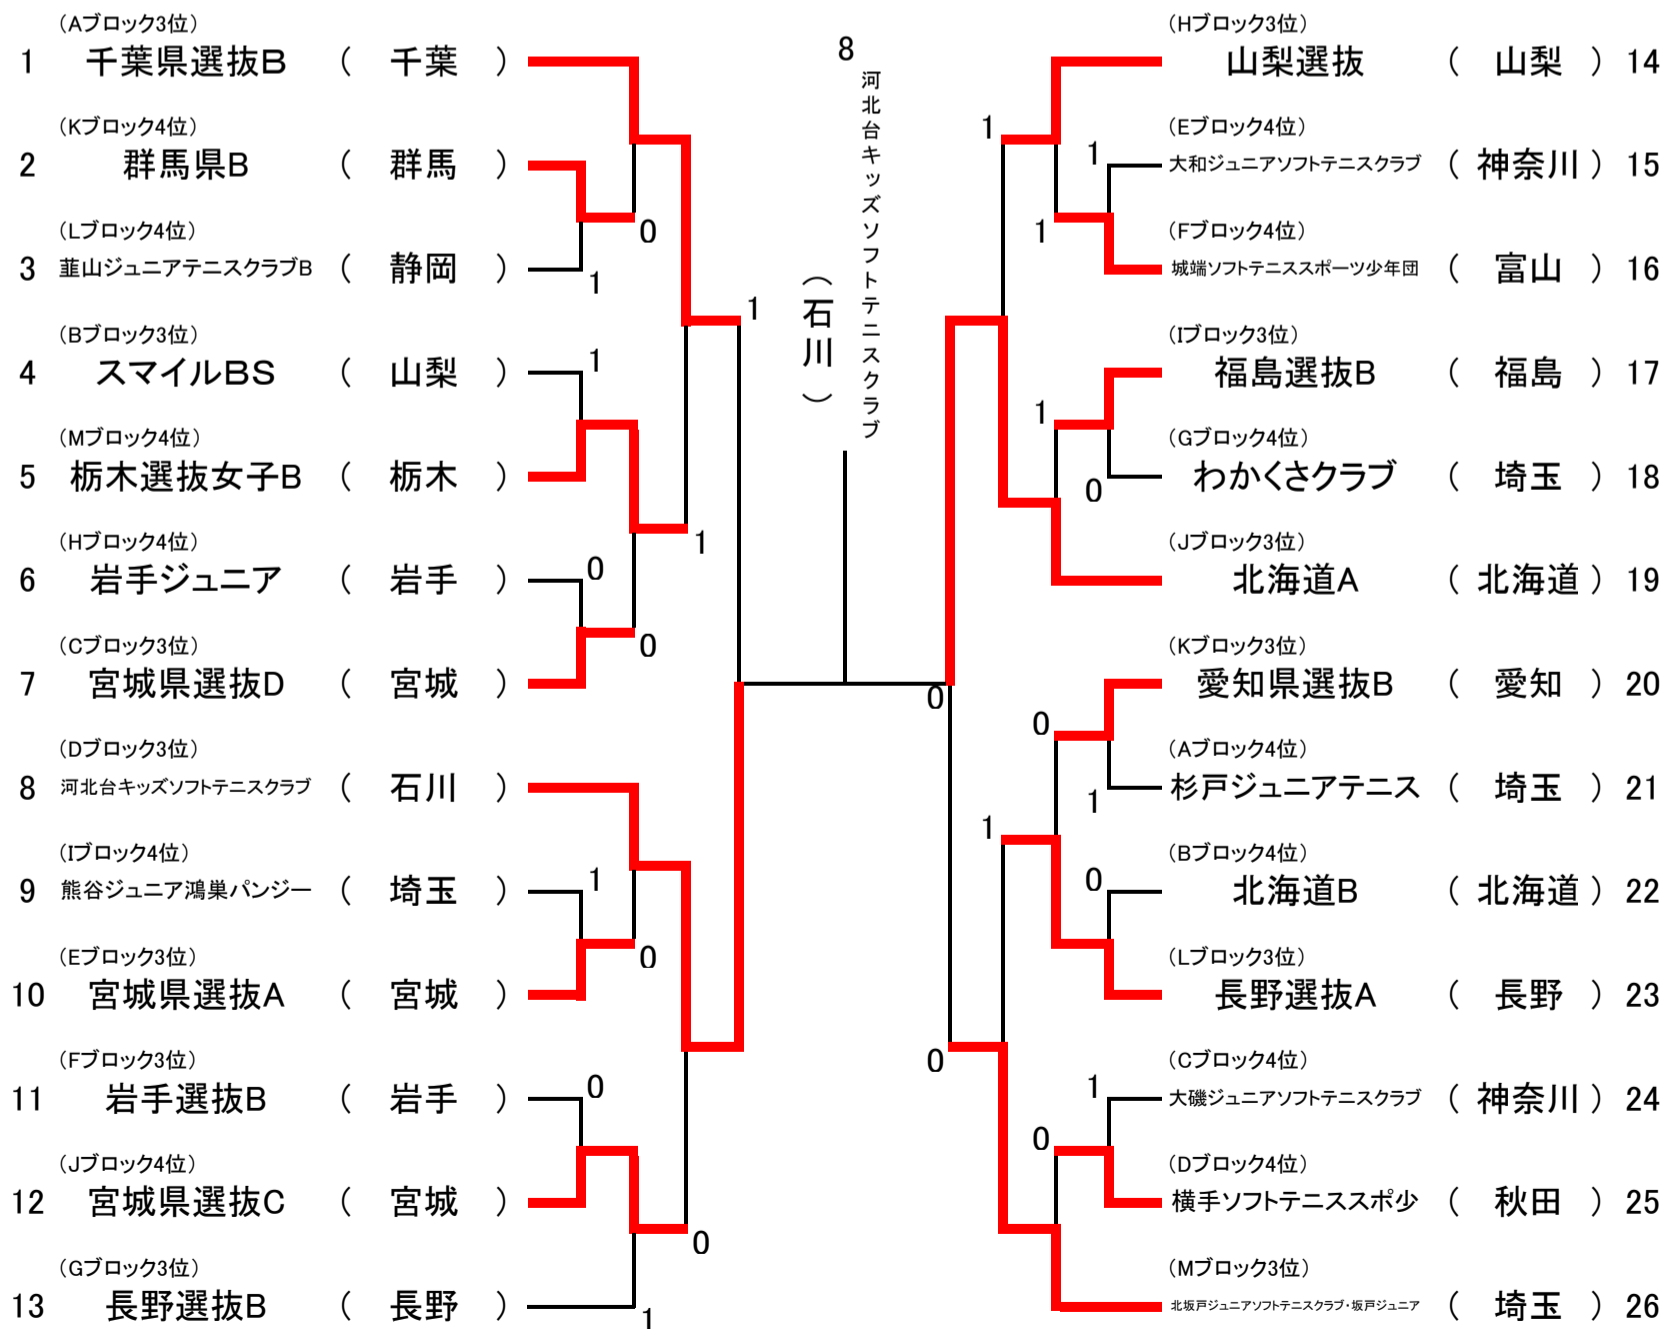 (Aブロック3位)
1 千葉県選抜B ( 千葉 )
(Kブロック4位)
2 群馬県B ( 群馬 )
0
(Lブロック4位)
3 韮山ジュニアテニスクラブB ( 静岡 )
1
1
(Bブロック3位)
4 スマイルBS ( 山梨 )
1
(Mブロック4位)
5 栃木選抜女子B ( 栃木 )
1
(Hブロック4位)
6 岩手ジュニア ( 岩手 )
0
(Cブロック3位)
7 宮城県選抜D ( 宮城 )
0
(Dブロック3位)
8 河北台キッズソフトテニスクラブ ( 石川 )
(Iブロック4位)
9 熊谷ジュニア鴻巣パンジー ( 埼玉 )
1
(Eブロック3位)
10 宮城県選抜A ( 宮城 )
0
(Fブロック3位)
11 岩手選抜B ( 岩手 )
0
(Jブロック4位)
12 宮城県選抜C ( 宮城 )
0
(Gブロック3位)
13 長野選抜B ( 長野 )
1
8
河北台キッズソフトテニスクラブ
(石川)
0
(Hブロック3位)
山梨選抜 ( 山梨 ) 14
1
(Eブロック4位)
1
大和ジュニアソフトテニスクラブ ( 神奈川 ) 15
1
(Fブロック4位)
城端ソフトテニススポーツ少年団 ( 富山 ) 16
(Iブロック3位)
福島選抜B ( 福島 ) 17
1
(Gブロック4位)
わかくさクラブ ( 埼玉 ) 18
0
(Jブロック3位)
北海道A ( 北海道 ) 19
(Kブロック3位)
愛知県選抜B ( 愛知 ) 20
0
(Aブロック4位)
杉戸ジュニアテニス ( 埼玉 ) 21
1
1
(Bブロック4位)
0
北海道B ( 北海道 ) 22
(Lブロック3位)
長野選抜A ( 長野 ) 23
0
(Cブロック4位)
1
大磯ジュニアソフトテニスクラブ ( 神奈川 ) 24
0
(Dブロック4位)
横手ソフトテニススポ少 ( 秋田 ) 25
(Mブロック3位)
北坂戸ジュニアソフトテニスクラブ・坂戸ジュニア ( 埼玉 ) 26